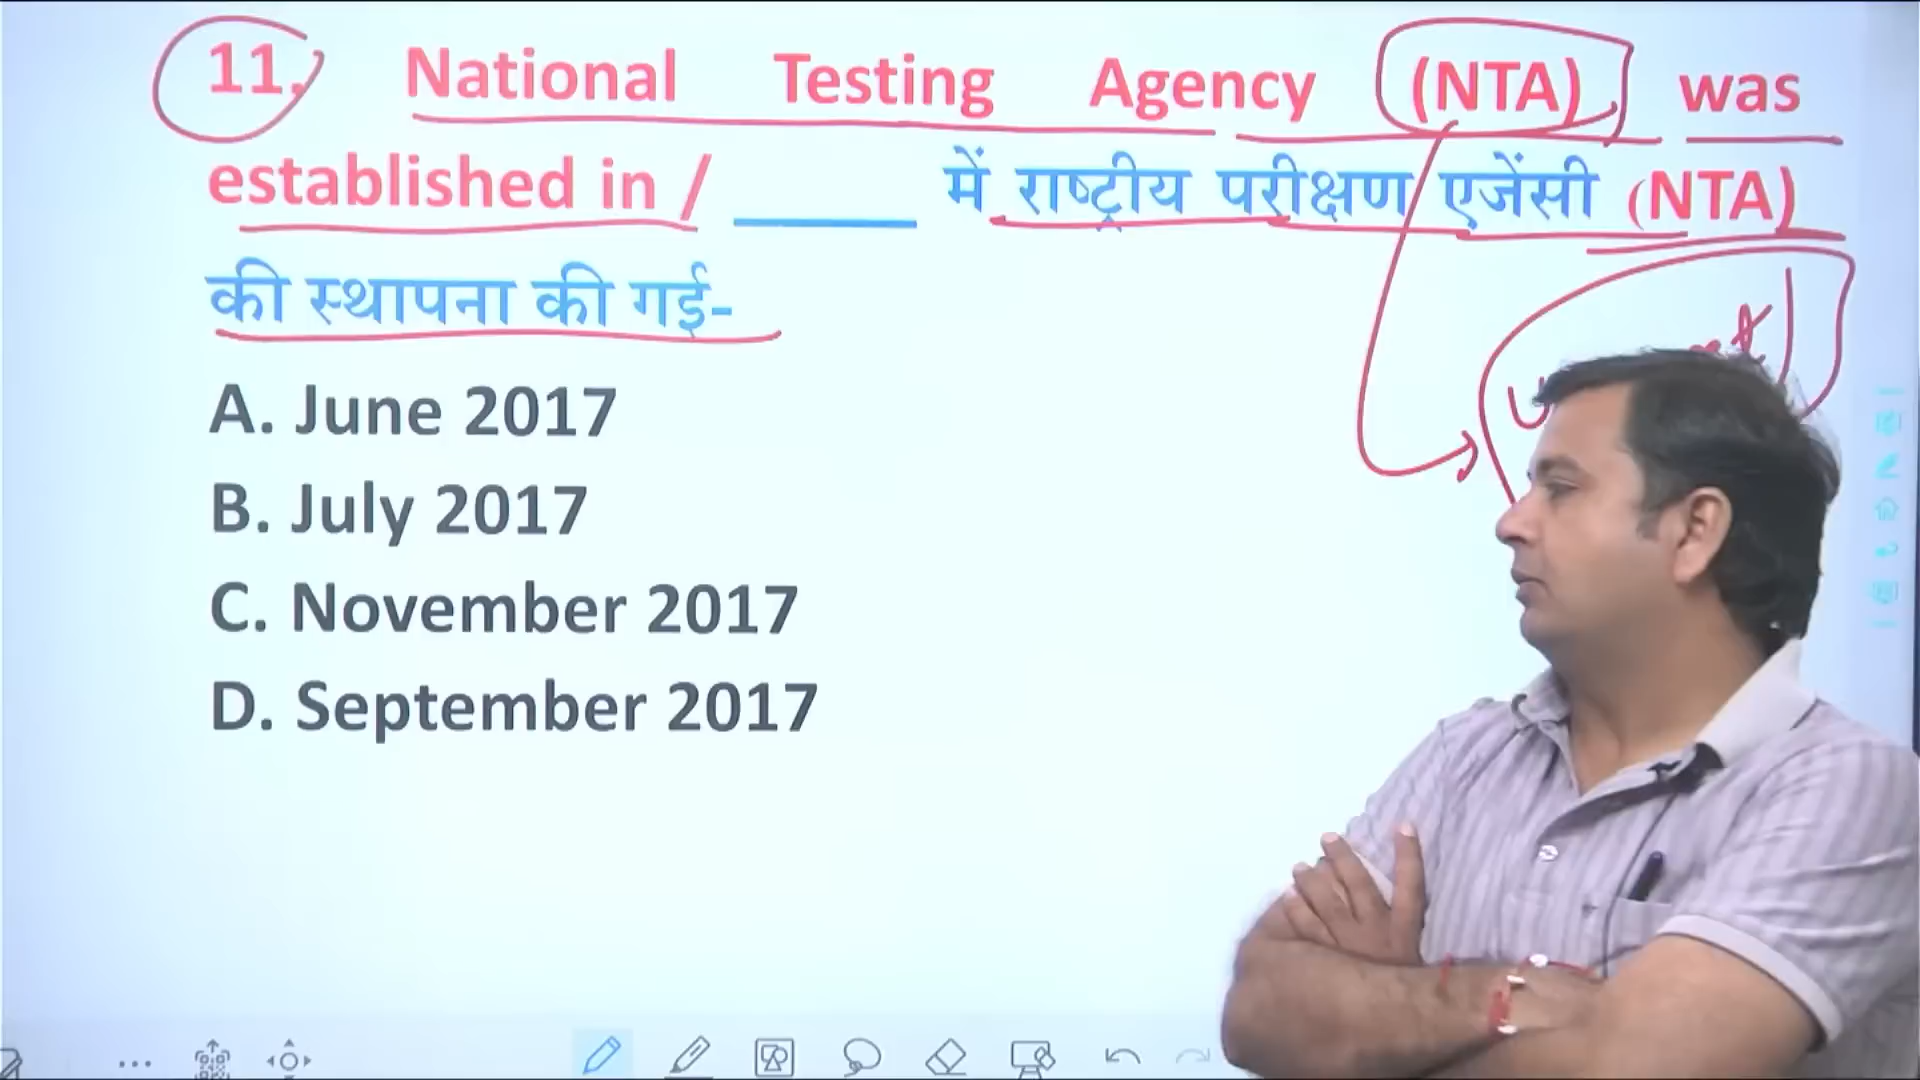 11. National Testing Agency (NTA) was
established in / ______ में राष्ट्रीय परीक्षण एजेंसी (NTA)
की स्थापना की गई-
A. June 2017
B. July 2017
C. November 2017
D. September 2017